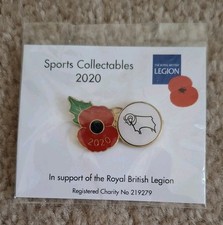 Sports Collectables
2020
THE ROYAL BRITISH
LEGION
2020
In support of the Royal British Legion
Registered Charity No 219279